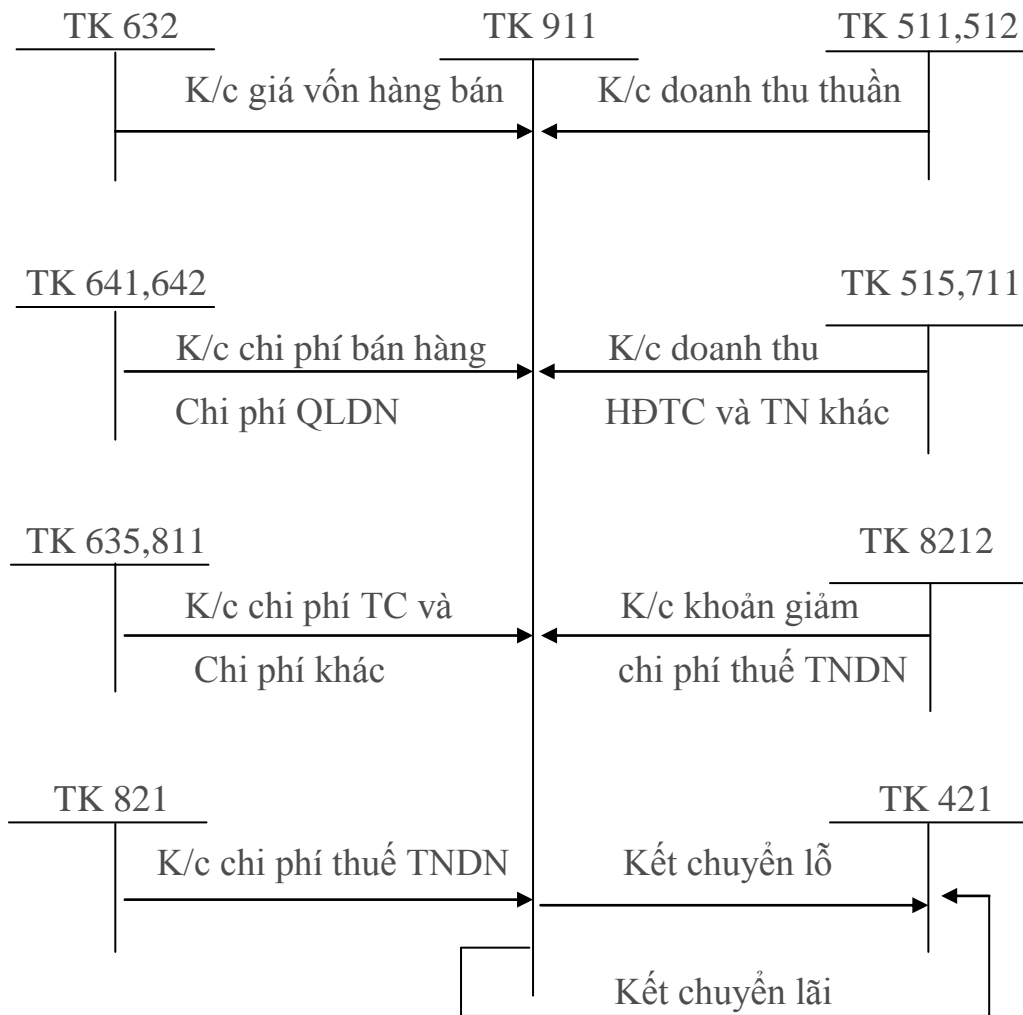 TK 632
TK 911
TK 511,512
K/c giá vốn hàng bán
K/c doanh thu thuần
TK 641,642
TK 515,711
K/c chi phí bán hàng
K/c doanh thu
Chi phí QLDN
HĐTC và TN khác
TK 635,811
TK 8212
K/c chi phí TC và
K/c khoản giảm
Chi phí khác
chi phí thuế TNDN
TK 821
TK 421
K/c chi phí thuế TNDN
Kết chuyển lỗ
Kết chuyển lãi